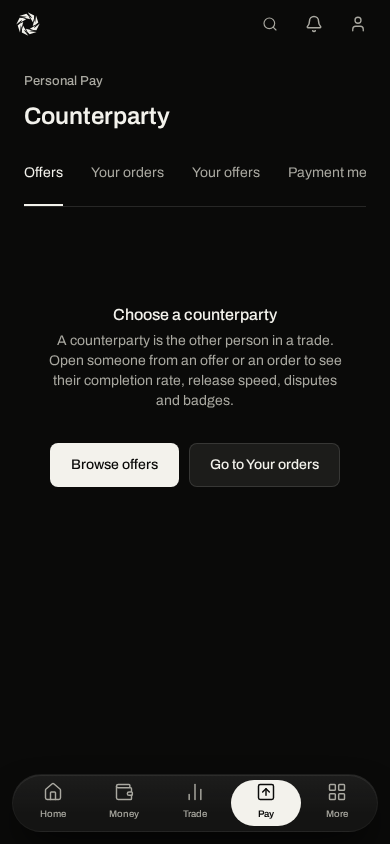 Personal Pay
Counterparty
Offers Your orders Your offers Payment me
Choose a counterparty
A counterparty is the other person in a trade.
Open someone from an offer or an order to see
their completion rate, release speed, disputes
and badges.
Browse offers Go to Your orders
Home Money Trade Pay More